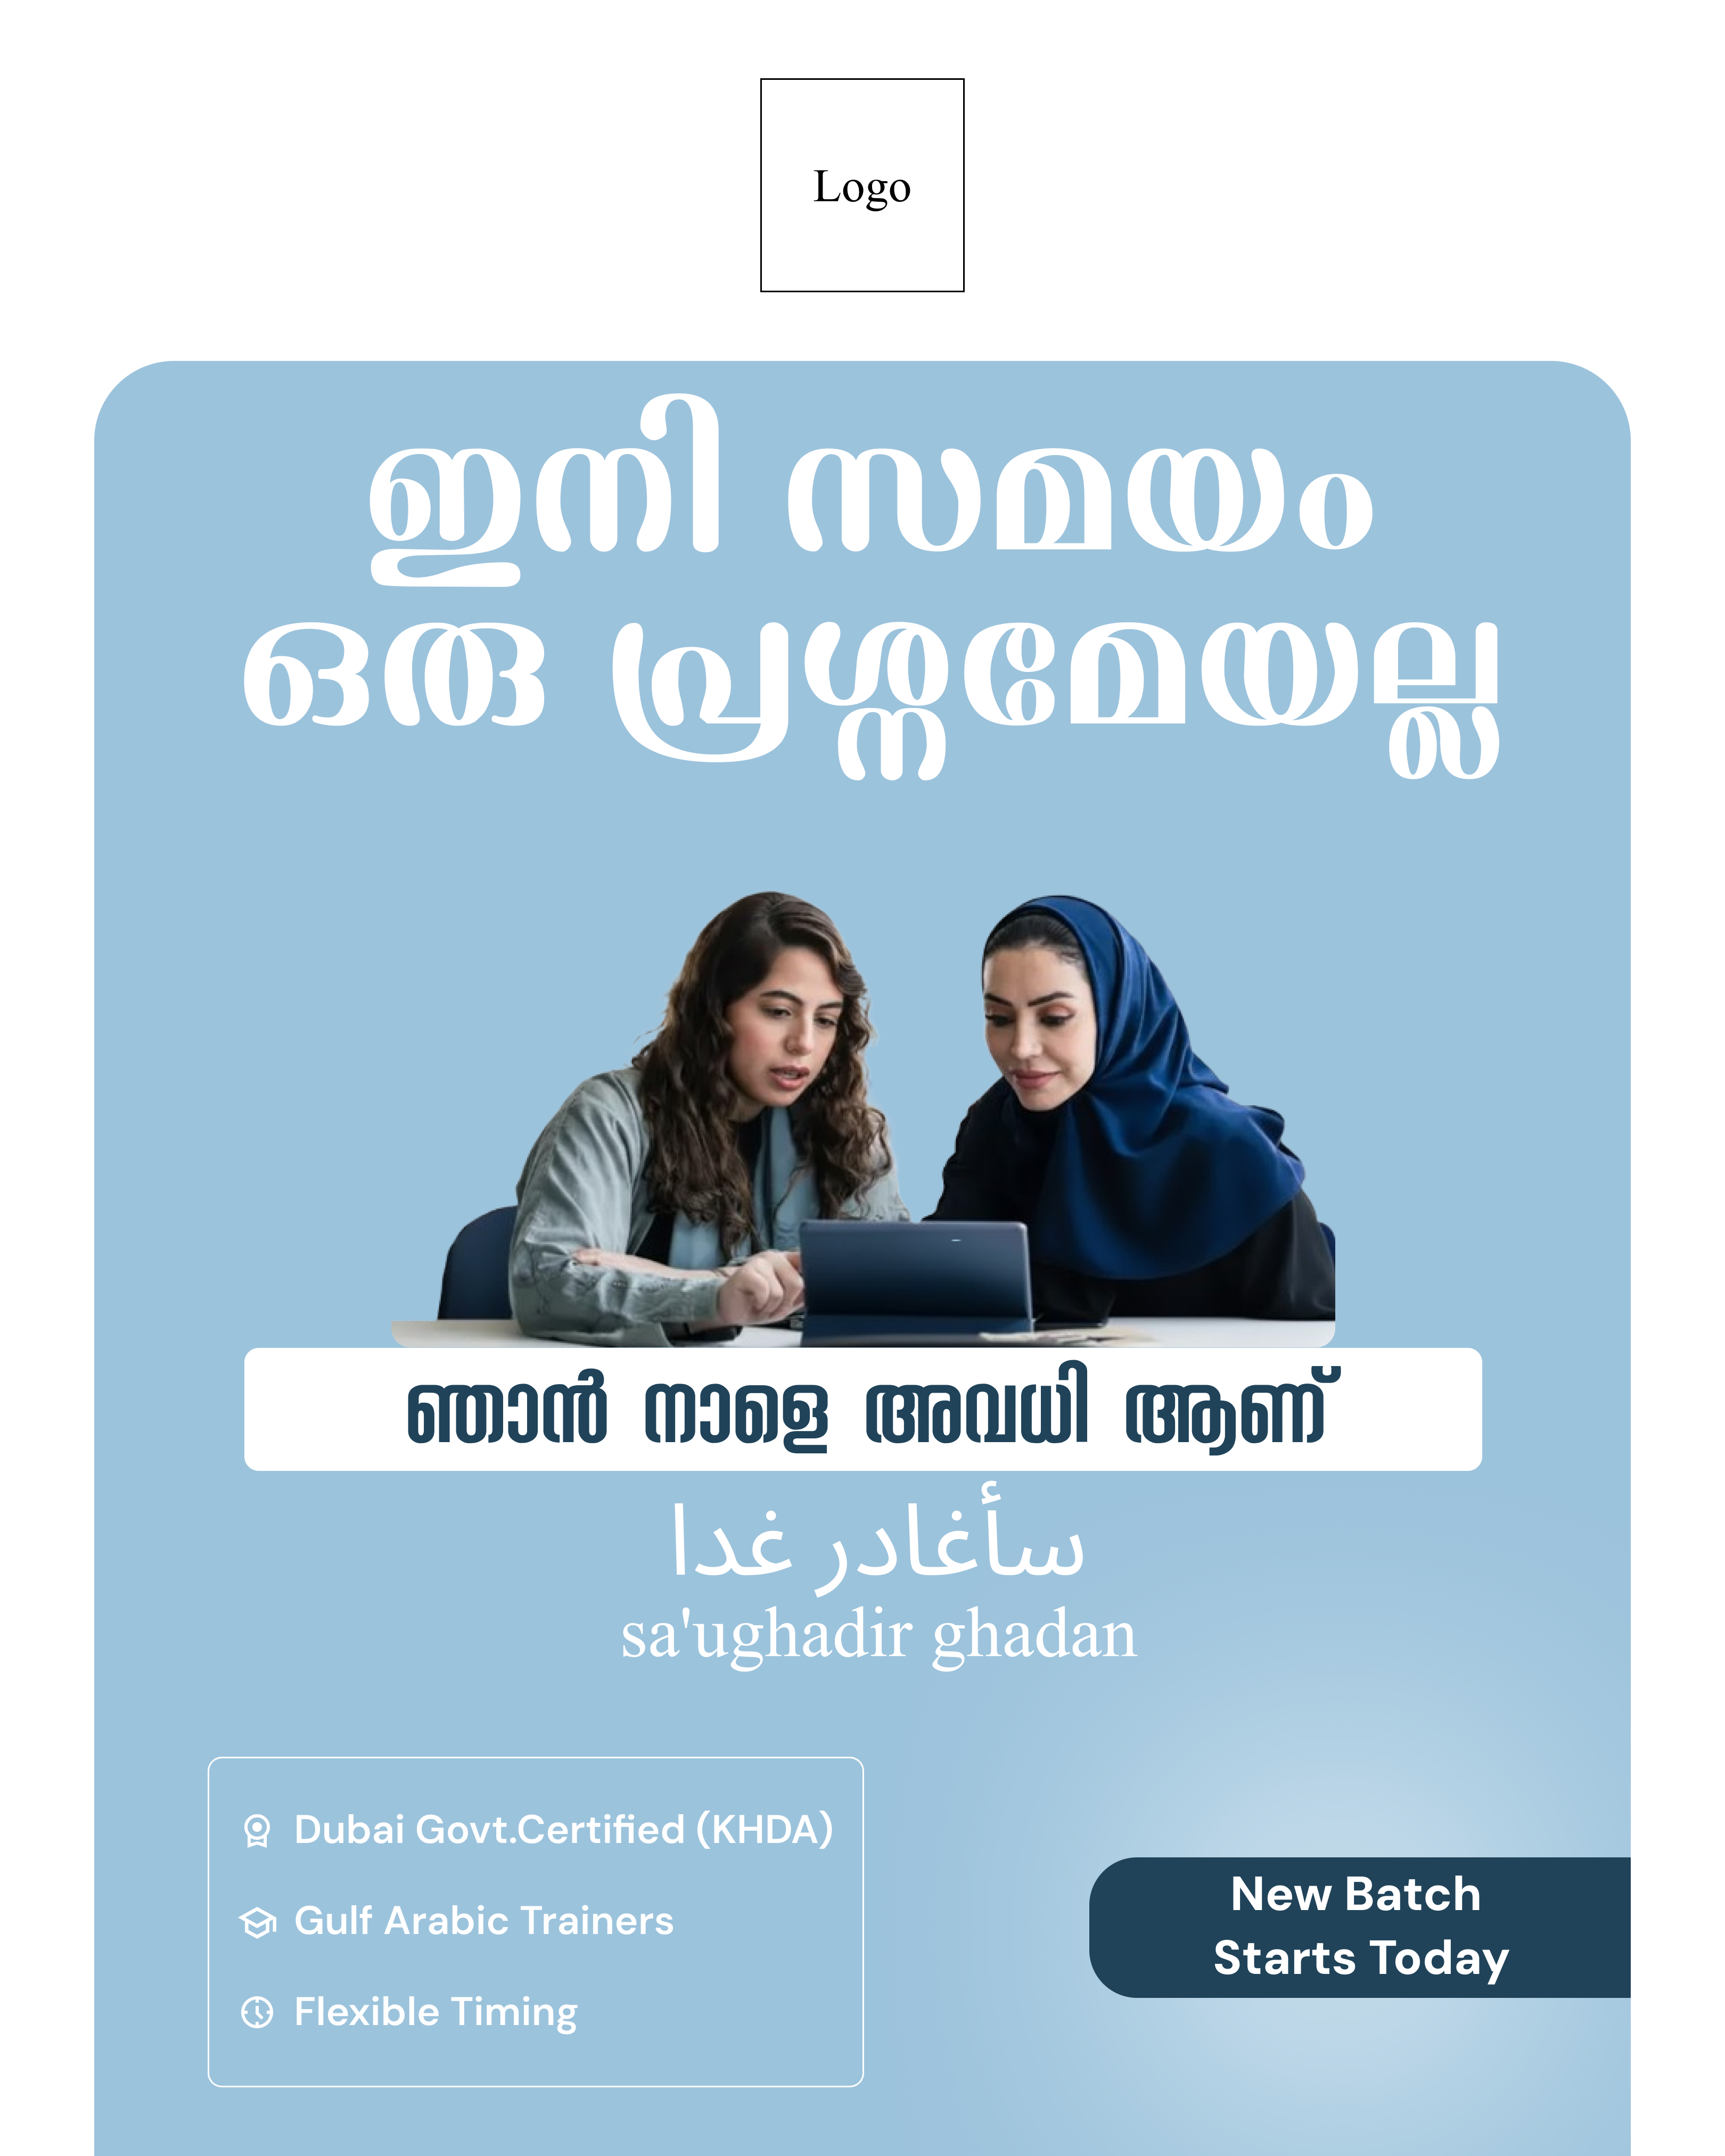 Logo
ഇനി സമയം
ഒരു പ്രശ്നമേയല്ല
ഞാൻ നാളെ അവധി ആണ്
سأغادر غدا
sa'ughadir ghadan
Dubai Govt.Certified (KHDA)
Gulf Arabic Trainers
Flexible Timing
New Batch
Starts Today